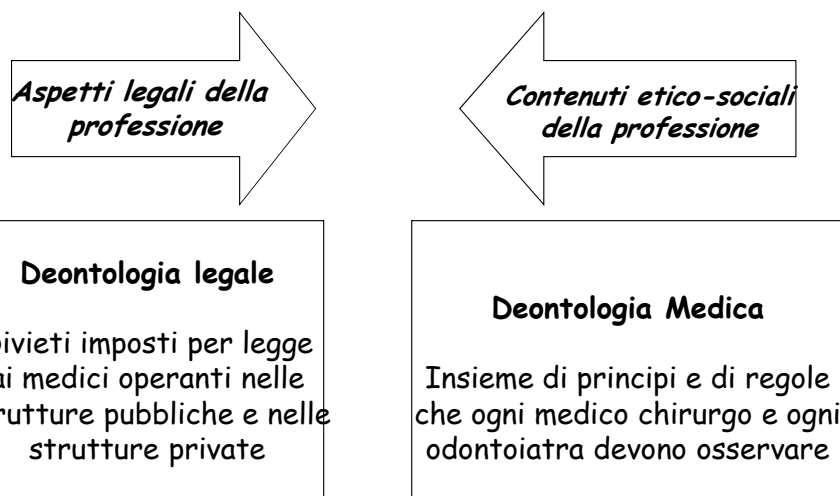 Aspetti legali della
professione
Contenuti etico-sociali
della professione
Deontologia legale
imposti per legge
medici operanti nelle
pubbliche e nelle
strutture private
Deontologia Medica
Insieme di principi e di regole
che ogni medico chirurgo e ogni
odontoiatra devono osservare